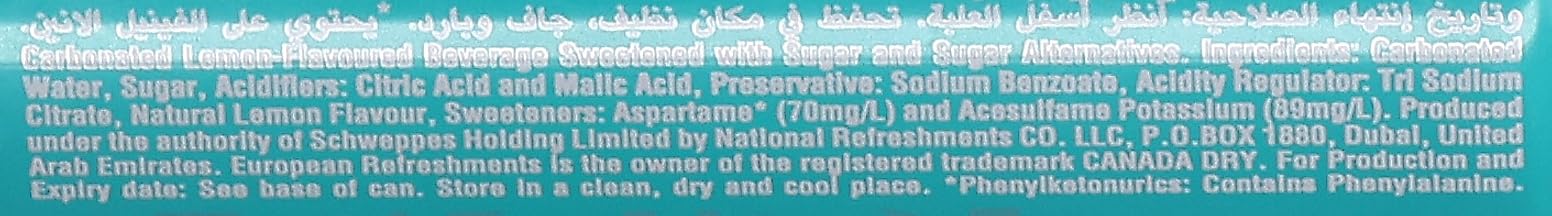 وتاريخ إنتهاء الصلاحية: أنظر أسفل العلبة. تحفظ في مكان نظيف، جاف وبارد. *يحتوي على الفينيل الانين.
Carbonated Lemon-Flavoured Beverage Sweetened with Sugar and Sugar Alternatives. Ingredients: Carbonated
Water, Sugar, Acidifiers: Citric Acid and Malic Acid, Preservative: Sodium Benzoate, Acidity Regulator: Tri Sodium
Citrate, Natural Lemon Flavour, Sweeteners: Aspartame* (70mg/L) and Acesulfame Potassium (89mg/L). Produced
under the authority of Schweppes Holding Limited by National Refreshments CO. LLC, P.O.BOX 1880, Dubai, United
Arab Emirates. European Refreshments is the owner of the registered trademark CANADA DRY. For Production and
Expiry date: See base of can. Store in a clean, dry and cool place. *Phenylketonurics: Contains Phenylalanine.